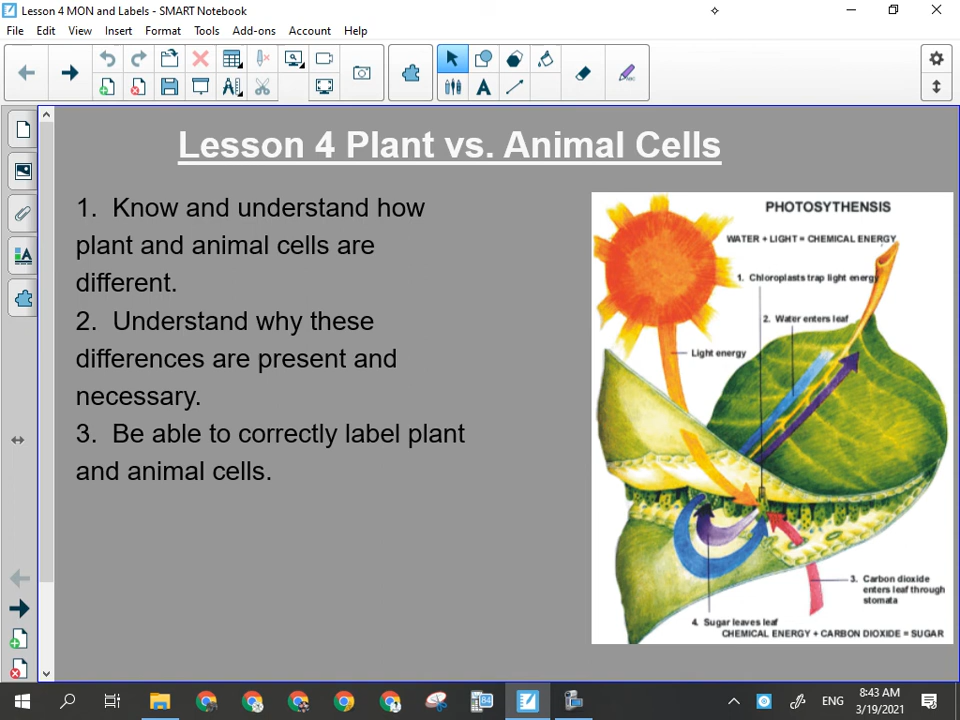 Lesson 4 MON and Labels - SMART Notebook
File Edit View Insert Format Tools Add-ons Account Help
Lesson 4 Plant vs. Animal Cells
1. Know and understand how
plant and animal cells are
different.
2. Understand why these
differences are present and
necessary.
3. Be able to correctly label plant
and animal cells.
PHOTOSYTHENSIS
WATER + LIGHT = CHEMICAL ENERGY
1. Chloroplasts trap light energy
2. Water enters leaf
Light energy
3. Carbon dioxide
enters leaf through
stomata
4. Sugar leaves leaf
CHEMICAL ENERGY + CARBON DIOXIDE = SUGAR
ENG
8:43 AM
3/19/2021